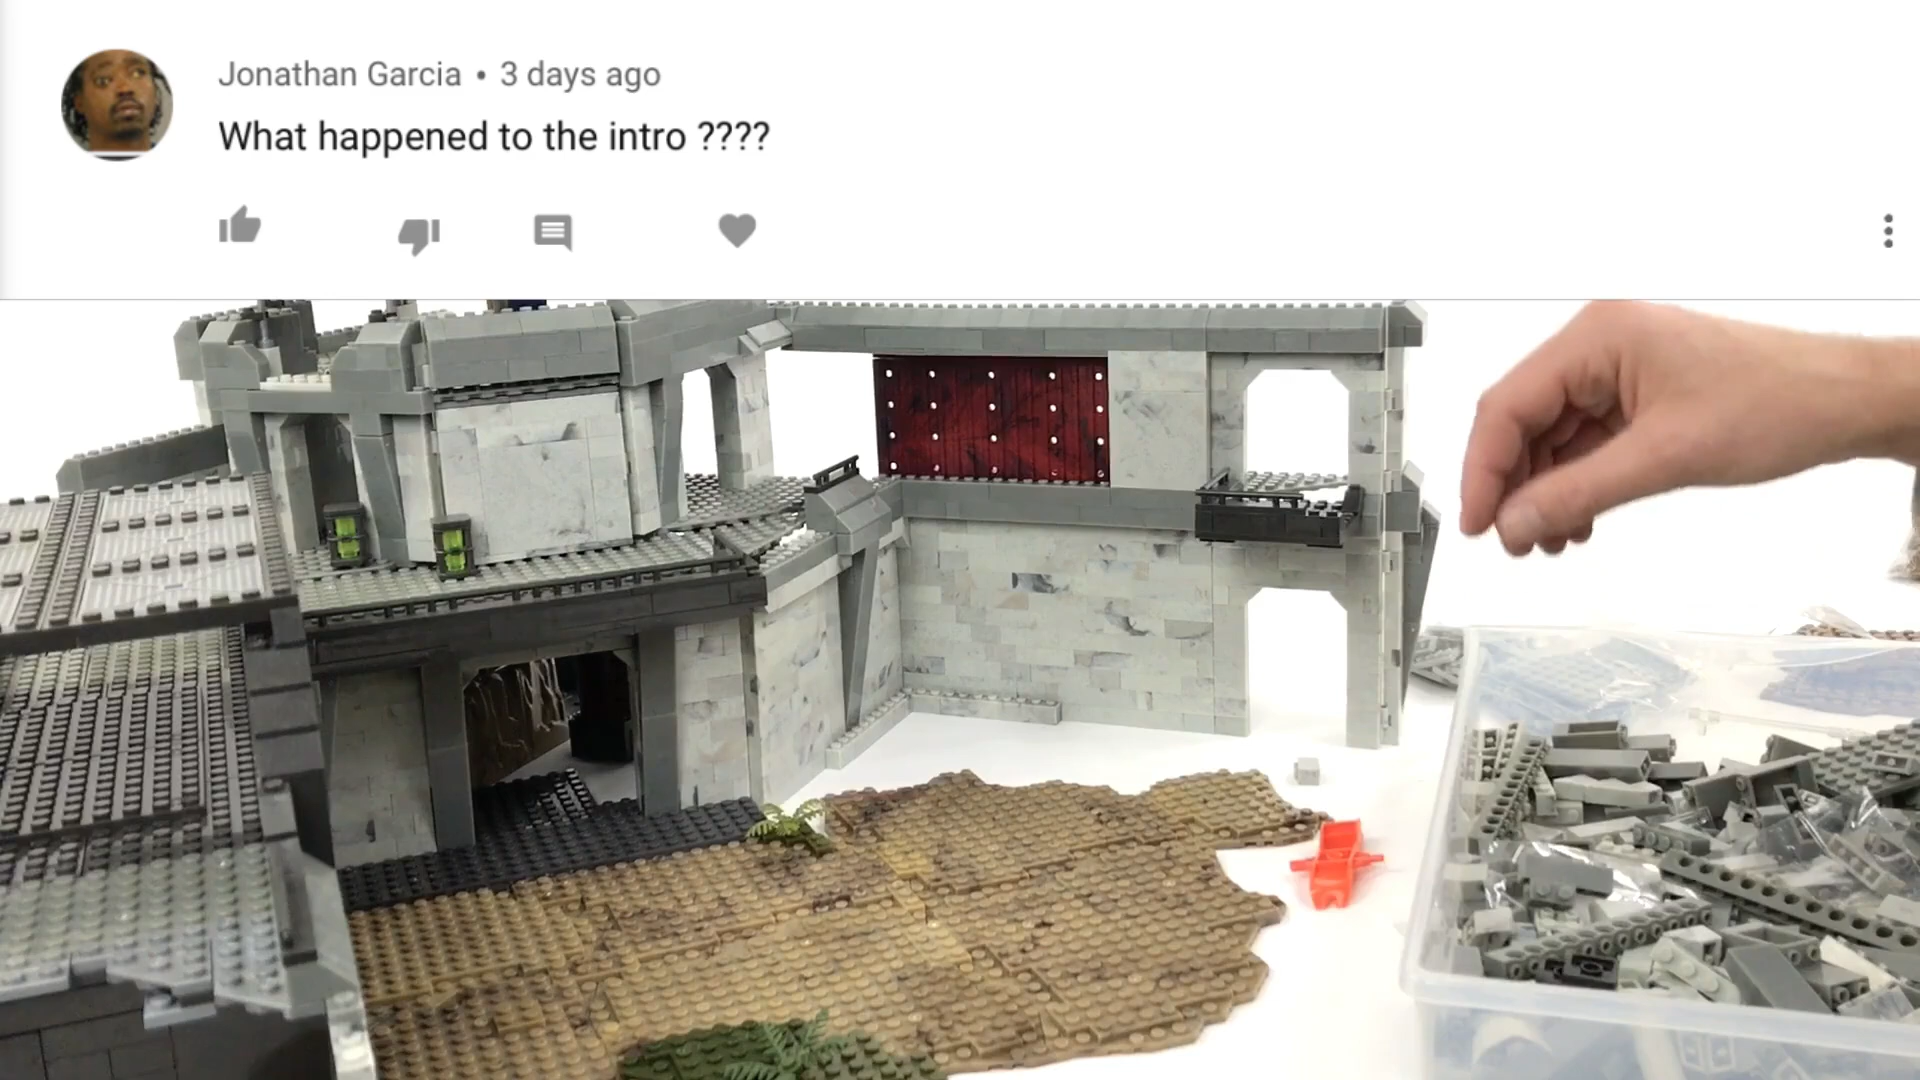 Jonathan Garcia • 3 days ago
What happened to the intro ????